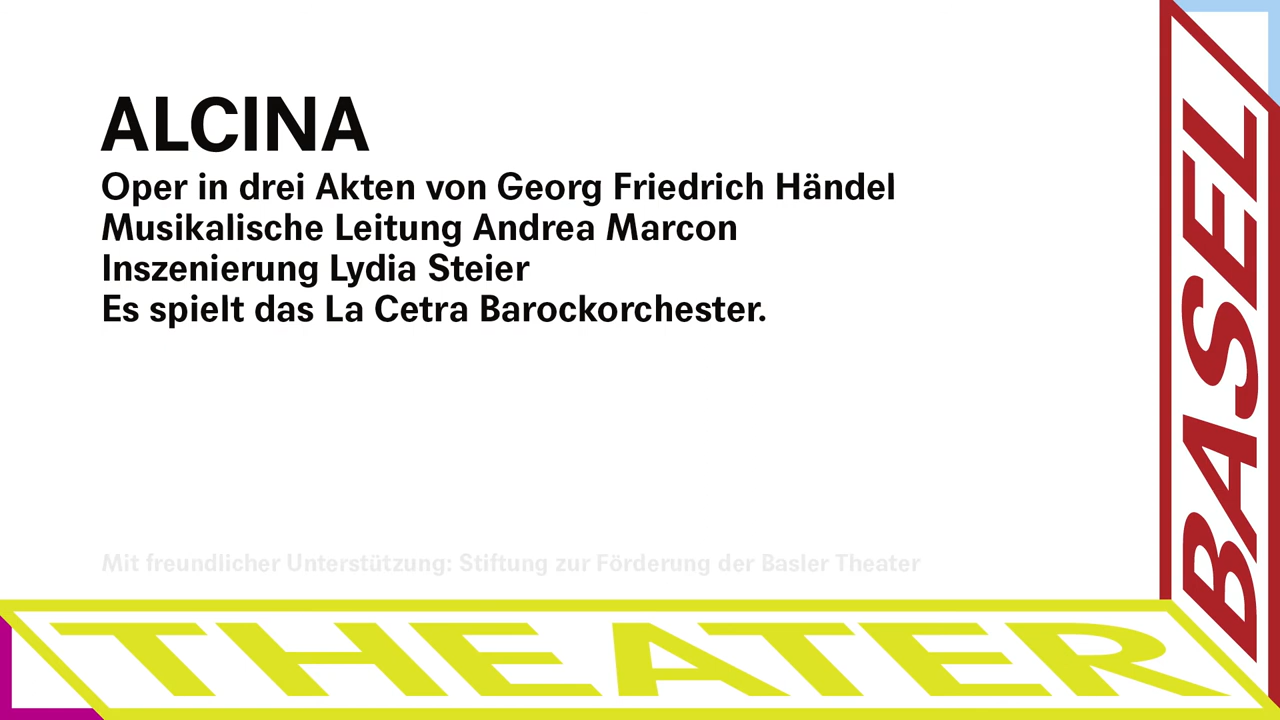 ALCINA
Oper in drei Akten von Georg Friedrich Händel
Musikalische Leitung Andrea Marcon
Inszenierung Lydia Steier
Es spielt das La Cetra Barockorchester.
Mit freundlicher Unterstützung: Stiftung zur Förderung der Basler Theater
THEATER
BASEL